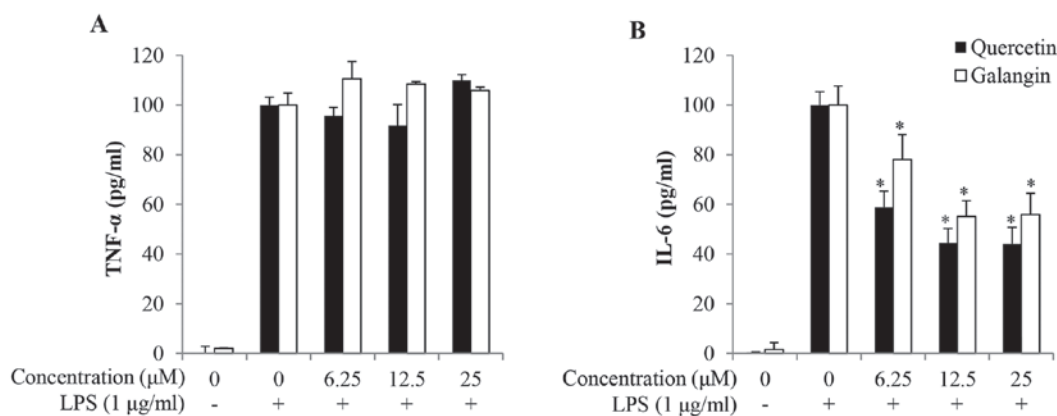 A
TNF-α (pg/ml)
120
100
80
60
40
20
0
Concentration (µM) 0 0 6.25 12.5 25
LPS (1 µg/ml) - + + + +
B
Quercetin
Galangin
IL-6 (pg/ml)
120
100
80
60
40
20
0
* * * * * *
Concentration (µM) 0 0 6.25 12.5 25
LPS (1 µg/ml) - + + + +